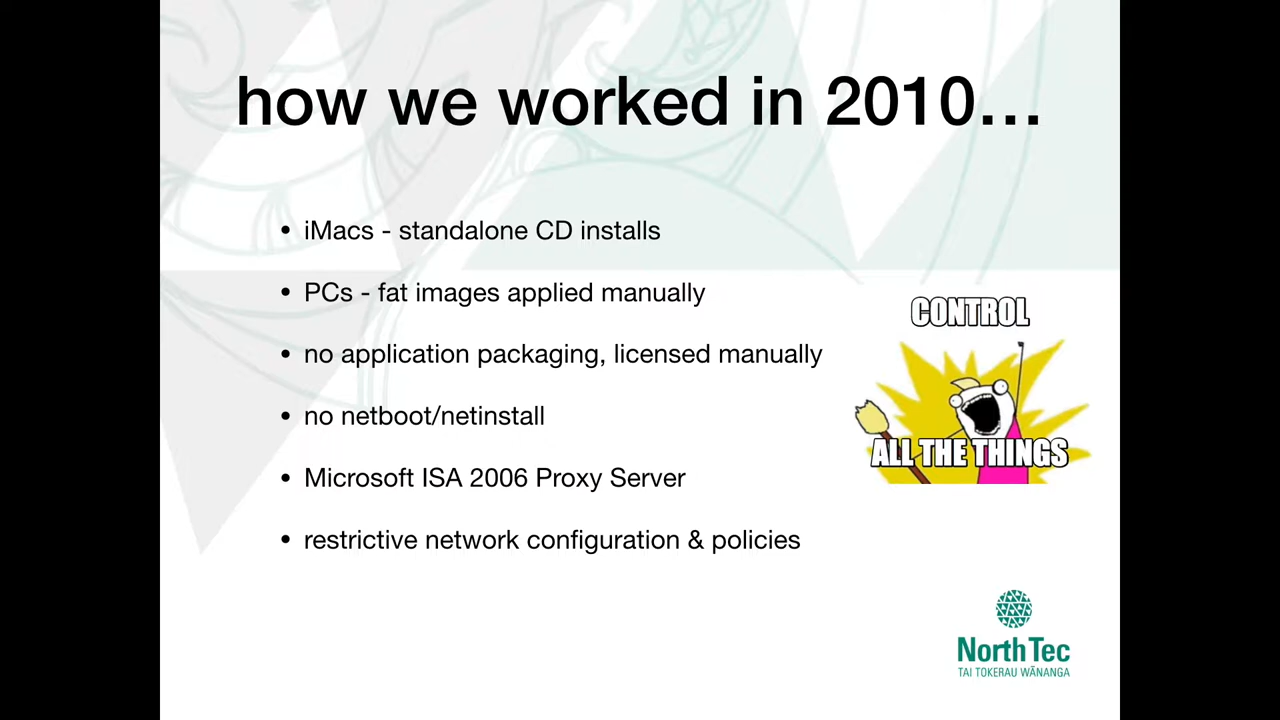 how we worked in 2010...
• iMacs - standalone CD installs
• PCs - fat images applied manually
• no application packaging, licensed manually
• no netboot/netinstall
• Microsoft ISA 2006 Proxy Server
• restrictive network configuration & policies
CONTROL
ALL THE THINGS
NorthTec
TAI TOKERAU WĀNANGA